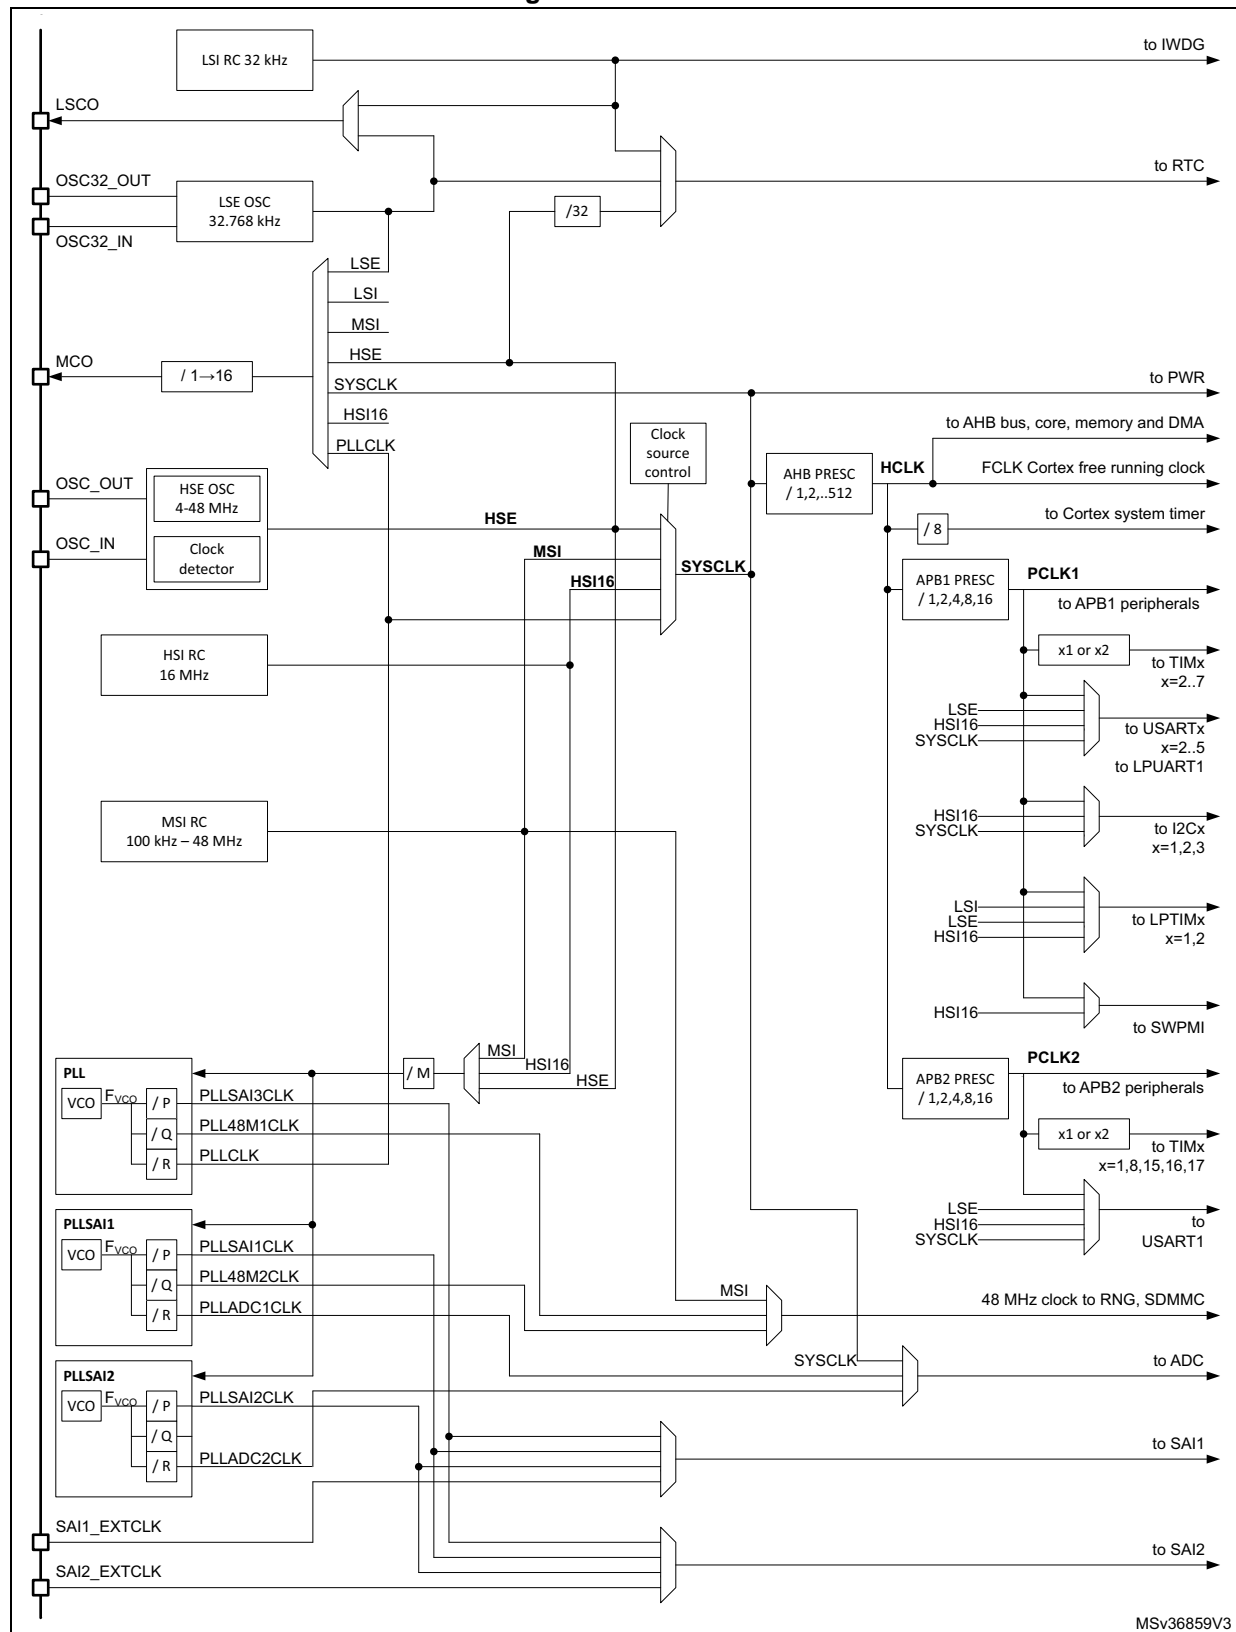 to IWDG
LSI RC 32 kHz
LSCO
to RTC
OSC32_OUT
LSE OSC
32.768 kHz
/32
OSC32_IN
LSE
LSI
MSI
HSE
MCO
/ 1→16
SYSCLK
to PWR
HSI16
PLLCLK
to AHB bus, core, memory and DMA
Clock
source
control
AHB PRESC
/ 1,2,..512
HCLK
FCLK Cortex free running clock
OSC_OUT
HSE OSC
4-48 MHz
HSE
to Cortex system timer
/ 8
OSC_IN
Clock
detector
MSI
SYSCLK
HSI16
APB1 PRESC
/ 1,2,4,8,16
PCLK1
to APB1 peripherals
HSI RC
16 MHz
x1 or x2
to TIMx
x=2..7
LSE
HSI16
SYSCLK
to USARTx
x=2..5
to LPUART1
MSI RC
100 kHz – 48 MHz
HSI16
SYSCLK
to I2Cx
x=1,2,3
LSI
LSE
HSI16
to LPTIMx
x=1,2
HSI16
to SWPMI
MSI
HSI16
HSE
/ M
PLL
VCO
FVCO
/ P
PLLSAI3CLK
/ Q
PLL48M1CLK
/ R
PLLCLK
APB2 PRESC
/ 1,2,4,8,16
PCLK2
to APB2 peripherals
x1 or x2
to TIMx
x=1,8,15,16,17
LSE
HSI16
SYSCLK
to
USART1
PLLSAI1
VCO
FVCO
/ P
PLLSAI1CLK
/ Q
PLL48M2CLK
/ R
PLLADC1CLK
MSI
48 MHz clock to RNG, SDMMC
SYSCLK
to ADC
PLLSAI2
VCO
FVCO
/ P
PLLSAI2CLK
/ Q
/ R
PLLADC2CLK
to SAI1
SAI1_EXTCLK
to SAI2
SAI2_EXTCLK
MSv36859V3